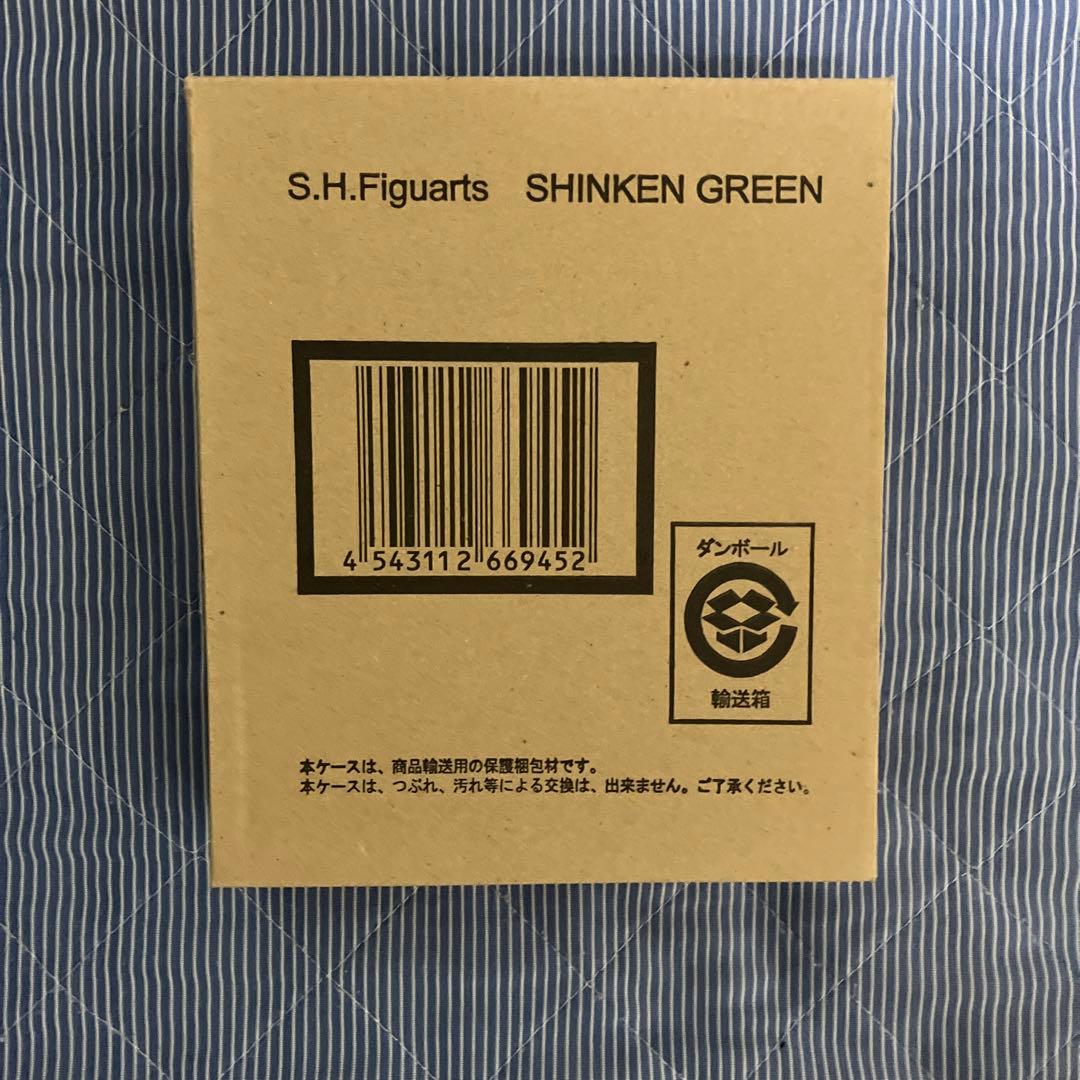 S.H.Figuarts SHINKEN GREEN
4 543112 669452
ダンボール
輸送箱
本ケースは、商品輸送用の保護梱包材です。
本ケースは、つぶれ、汚れ等による交換は、出来ません。ご了承ください。